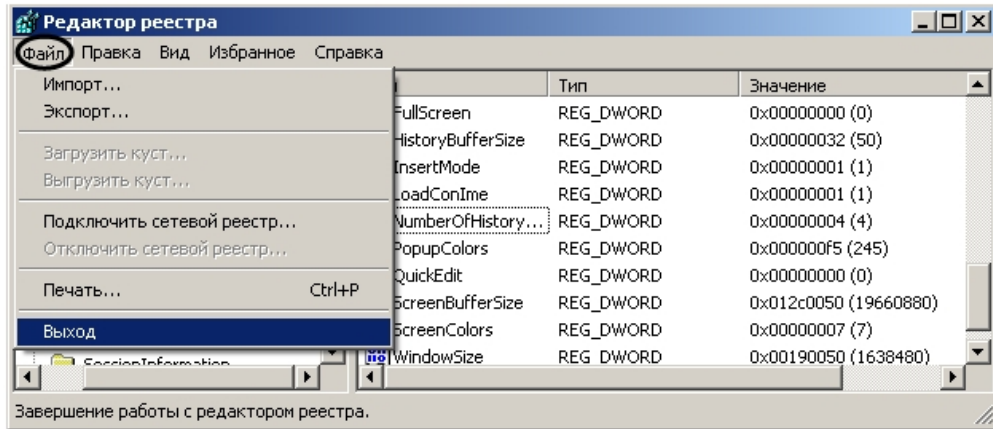 Редактор реестра
Файл Правка Вид Избранное Справка
Импорт...
Экспорт...
Загрузить куст...
Выгрузить куст...
Подключить сетевой реестр...
Отключить сетевой реестр...
Печать... Ctrl+P
Выход
SessionInformation
Тип Значение
FullScreen REG_DWORD 0x00000000 (0)
HistoryBufferSize REG_DWORD 0x00000032 (50)
InsertMode REG_DWORD 0x00000001 (1)
LoadConIme REG_DWORD 0x00000001 (1)
NumberOfHistory... REG_DWORD 0x00000004 (4)
PopupColors REG_DWORD 0x000000f5 (245)
QuickEdit REG_DWORD 0x00000000 (0)
ScreenBufferSize REG_DWORD 0x012c0050 (19660880)
ScreenColors REG_DWORD 0x00000007 (7)
WindowSize REG_DWORD 0x00190050 (1638480)
Завершение работы с редактором реестра.